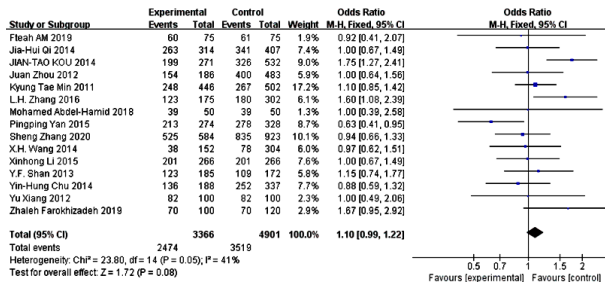 Experimental Control Odds Ratio
Study or Subgroup Events Total Events Total Weight M-H, Fixed, 95% CI M-H, Fixed, 95% CI
Fteah AM 2019 60 75 61 75 1.9% 0.92 [0.41, 2.07]
Jia-Hui Qi 2014 263 314 341 407 7.3% 1.00 [0.67, 1.49]
JIAN-TAO KOU 2014 199 271 326 532 7.9% 1.75 [1.27, 2.41]
Juan Zhou 2012 154 186 400 483 5.8% 1.00 [0.64, 1.56]
Kyung Tae Min 2011 248 446 267 502 16.6% 1.10 [0.85, 1.42]
L.H. Zhang 2016 123 175 180 302 5.8% 1.60 [1.08, 2.39]
Mohamed Abdel-Hamid 2018 39 50 39 50 1.3% 1.00 [0.39, 2.58]
Pingping Yan 2015 213 274 278 328 8.5% 0.63 [0.41, 0.95]
Sheng Zhang 2020 525 584 835 923 10.1% 0.94 [0.66, 1.33]
X.H. Wang 2014 38 152 78 304 5.9% 0.97 [0.62, 1.51]
Xinhong Li 2015 201 266 201 266 7.3% 1.00 [0.67, 1.49]
Y.F. Shan 2013 123 185 109 172 5.6% 1.15 [0.74, 1.77]
Yin-Hung Chu 2014 136 188 252 337 7.4% 0.88 [0.59, 1.32]
Yu Xiang 2012 82 100 82 100 2.2% 1.00 [0.49, 2.06]
Zhaleh Farokhizadeh 2019 70 100 70 120 2.9% 1.67 [0.95, 2.92]
Total (95% CI) 3366 4901 100.0% 1.10 [0.99, 1.22]
Total events 2474 3519
Heterogeneity: Chi² = 23.80, df = 14 (P = 0.05); I² = 41%
Test for overall effect: Z = 1.72 (P = 0.08)
0.5 0.7 1 1.5 2
Favours [experimental] Favours [control]